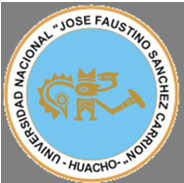 UNIVERSIDAD NACIONAL "JOSE FAUSTINO SANCHEZ CARRION"
- HUACHO -